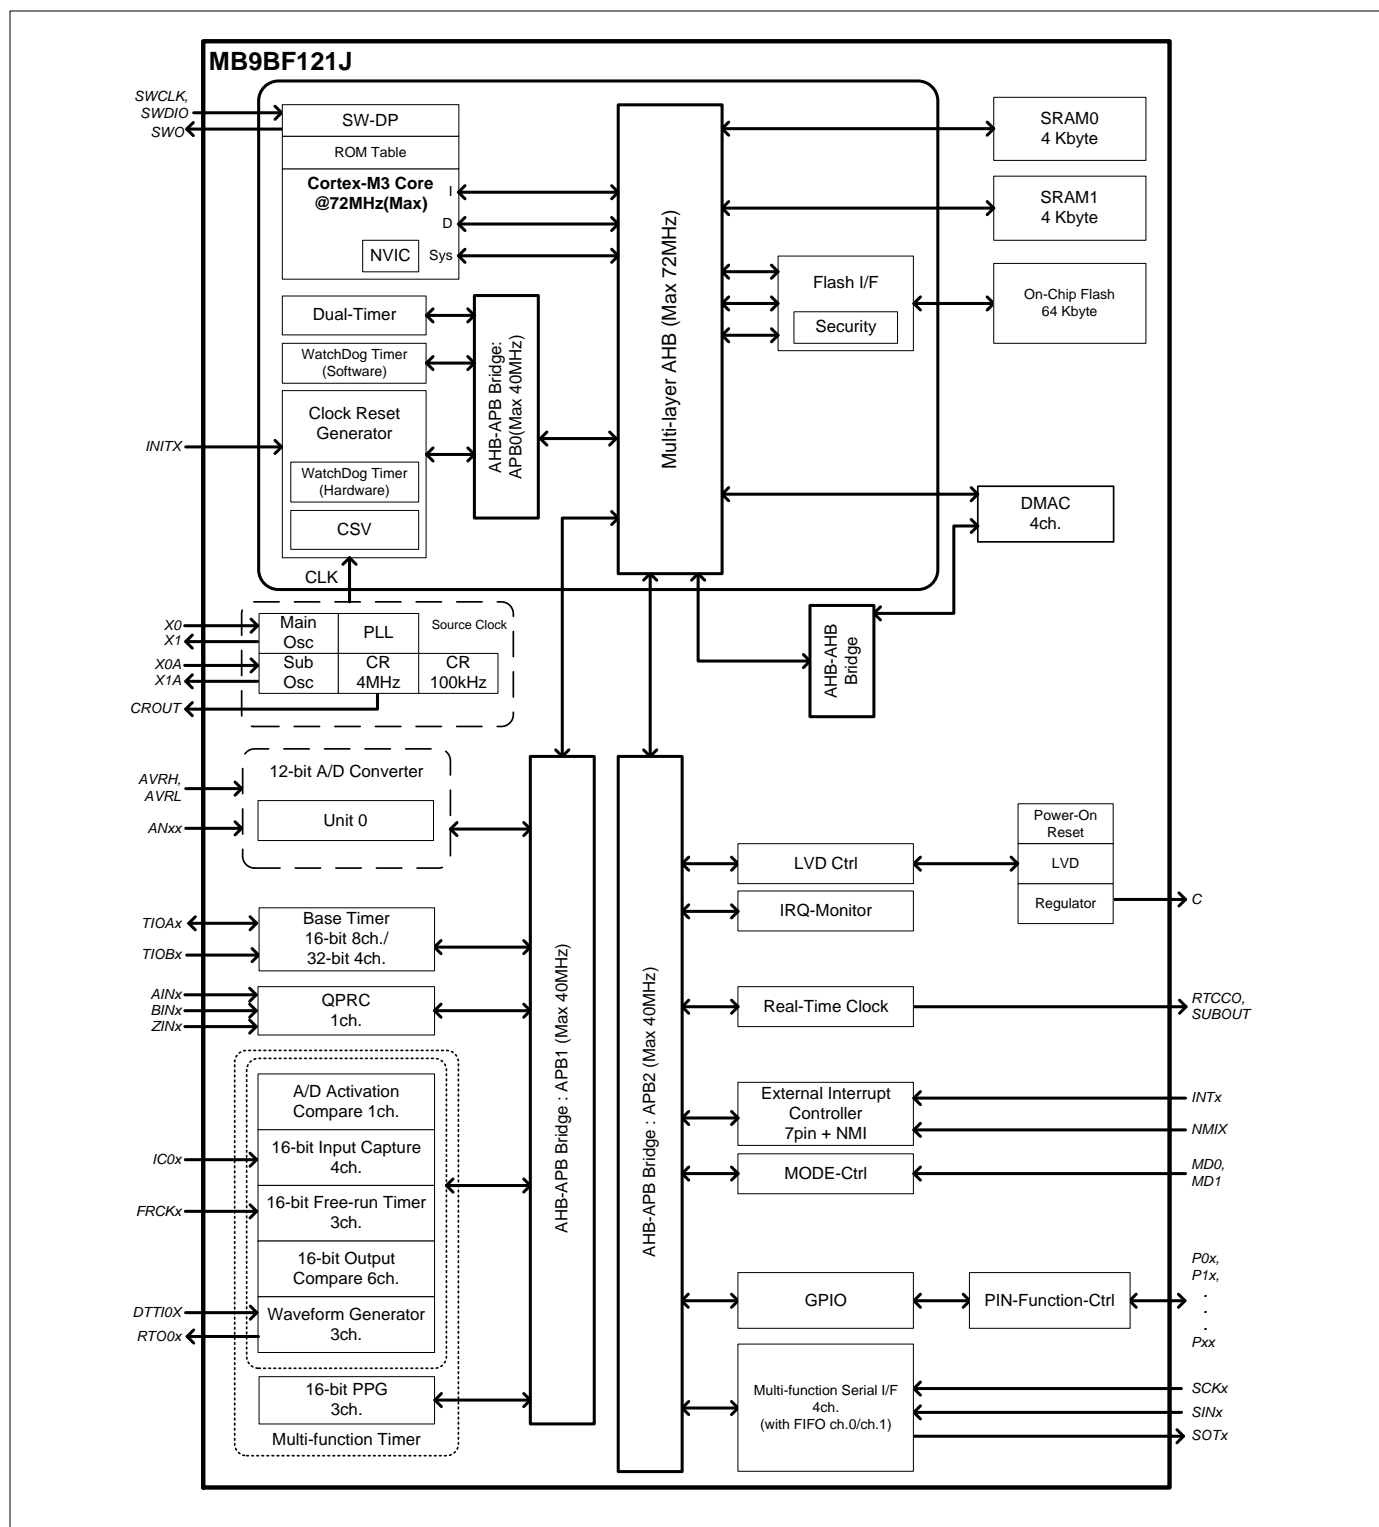 MB9BF121J
SWCLK,
SWDIO
SWO
SW-DP
ROM Table
Cortex-M3 Core
@72MHz(Max)
I
D
Sys
NVIC
Dual-Timer
WatchDog Timer
(Software)
Clock Reset
Generator
WatchDog Timer
(Hardware)
CSV
INITX
CLK
AHB-APB Bridge:
APB0(Max 40MHz)
Multi-layer AHB (Max 72MHz)
SRAM0
4 Kbyte
SRAM1
4 Kbyte
Flash I/F
Security
On-Chip Flash
64 Kbyte
DMAC
4ch.
AHB-AHB
Bridge
X0
X1
X0A
X1A
CROUT
Main
Osc
PLL
Source Clock
Sub
Osc
CR
4MHz
CR
100kHz
AVRH,
AVRL
ANxx
12-bit A/D Converter
Unit 0
TIOAx
TIOBx
Base Timer
16-bit 8ch./
32-bit 4ch.
AINx
BINx
ZINx
QPRC
1ch.
A/D Activation
Compare 1ch.
IC0x
16-bit Input Capture
4ch.
FRCKx
16-bit Free-run Timer
3ch.
16-bit Output
Compare 6ch.
DTTI0X
RTO0x
Waveform Generator
3ch.
16-bit PPG
3ch.
Multi-function Timer
AHB-APB Bridge : APB1 (Max 40MHz)
AHB-APB Bridge : APB2 (Max 40MHz)
LVD Ctrl
Power-On
Reset
LVD
Regulator
C
IRQ-Monitor
Real-Time Clock
RTCCO,
SUBOUT
External Interrupt
Controller
7pin + NMI
INTx
NMIX
MODE-Ctrl
MD0,
MD1
GPIO
PIN-Function-Ctrl
P0x,
P1x,
.
.
.
Pxx
Multi-function Serial I/F
4ch.
(with FIFO ch.0/ch.1)
SCKx
SINx
SOTx